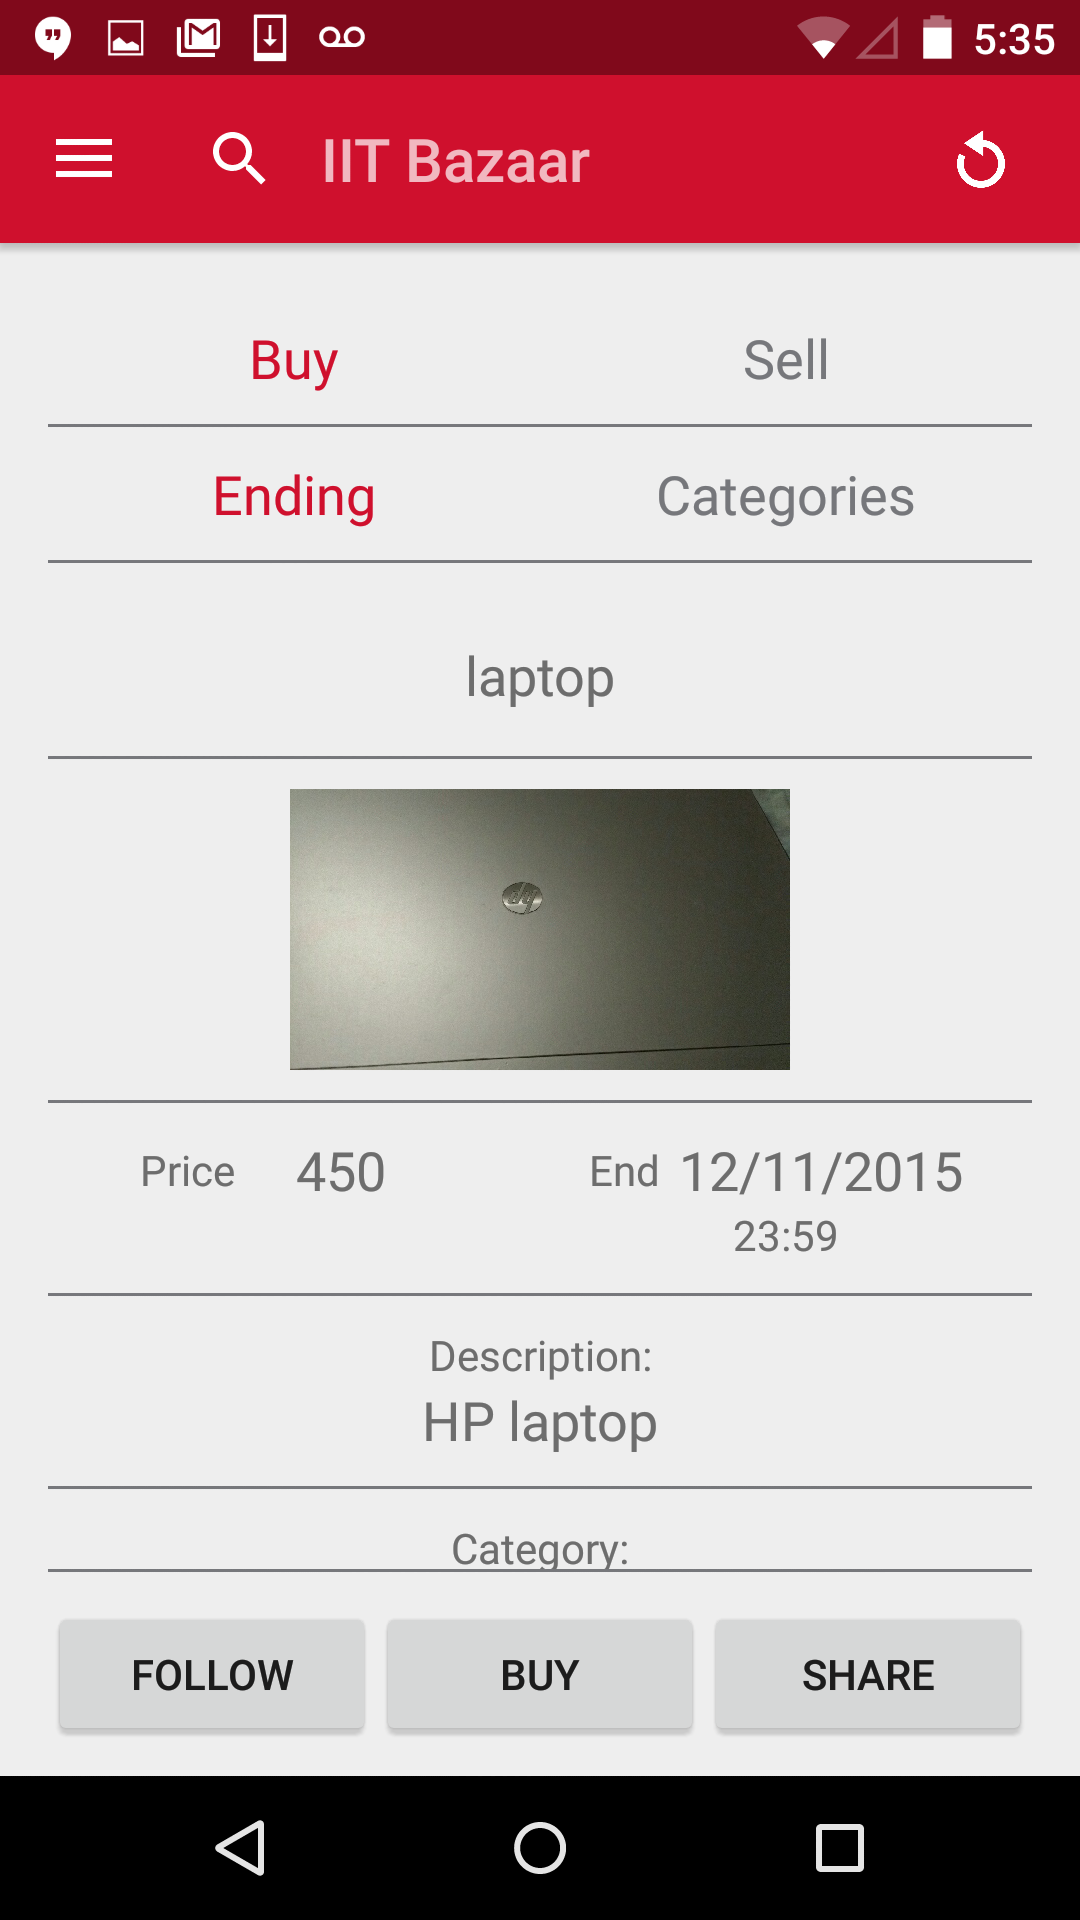 5:35
IIT Bazaar
Buy Sell
Ending Categories
laptop
hp
Price 450 End 12/11/2015
23:59
Description:
HP laptop
Category:
FOLLOW BUY SHARE